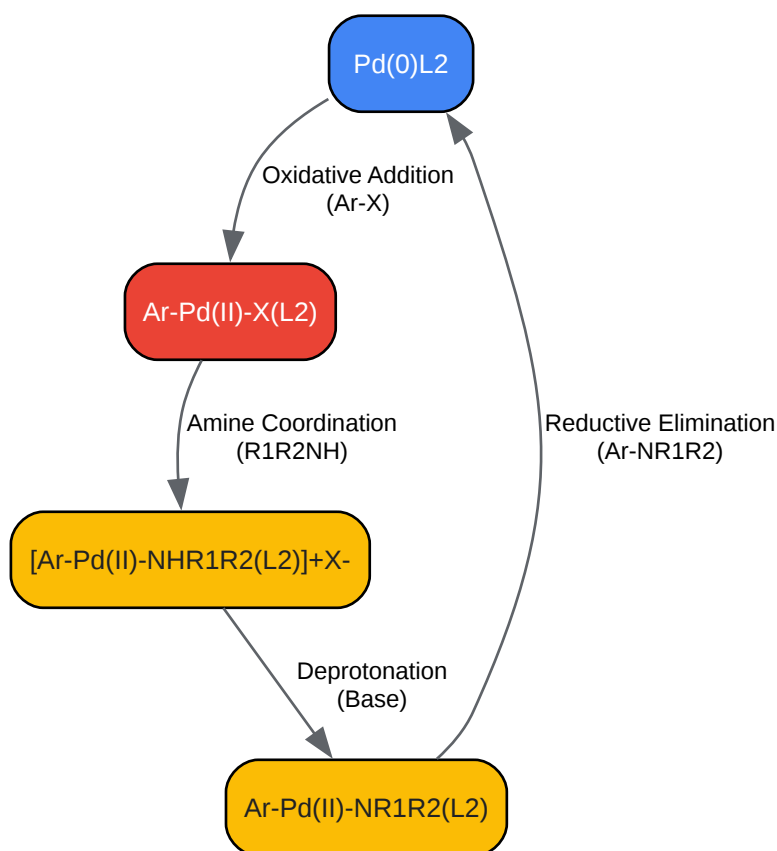 Pd(0)L2
Oxidative Addition
(Ar-X)
Ar-Pd(II)-X(L2)
Amine Coordination
(R1R2NH)
Reductive Elimination
(Ar-NR1R2)
[Ar-Pd(II)-NHR1R2(L2)]+X-
Deprotonation
(Base)
Ar-Pd(II)-NR1R2(L2)